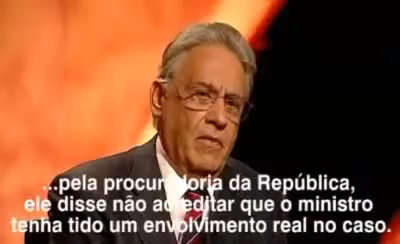 ...pela procuradoria da República,
ele disse não acreditar que o ministro
tenha tido um envolvimento real no caso.